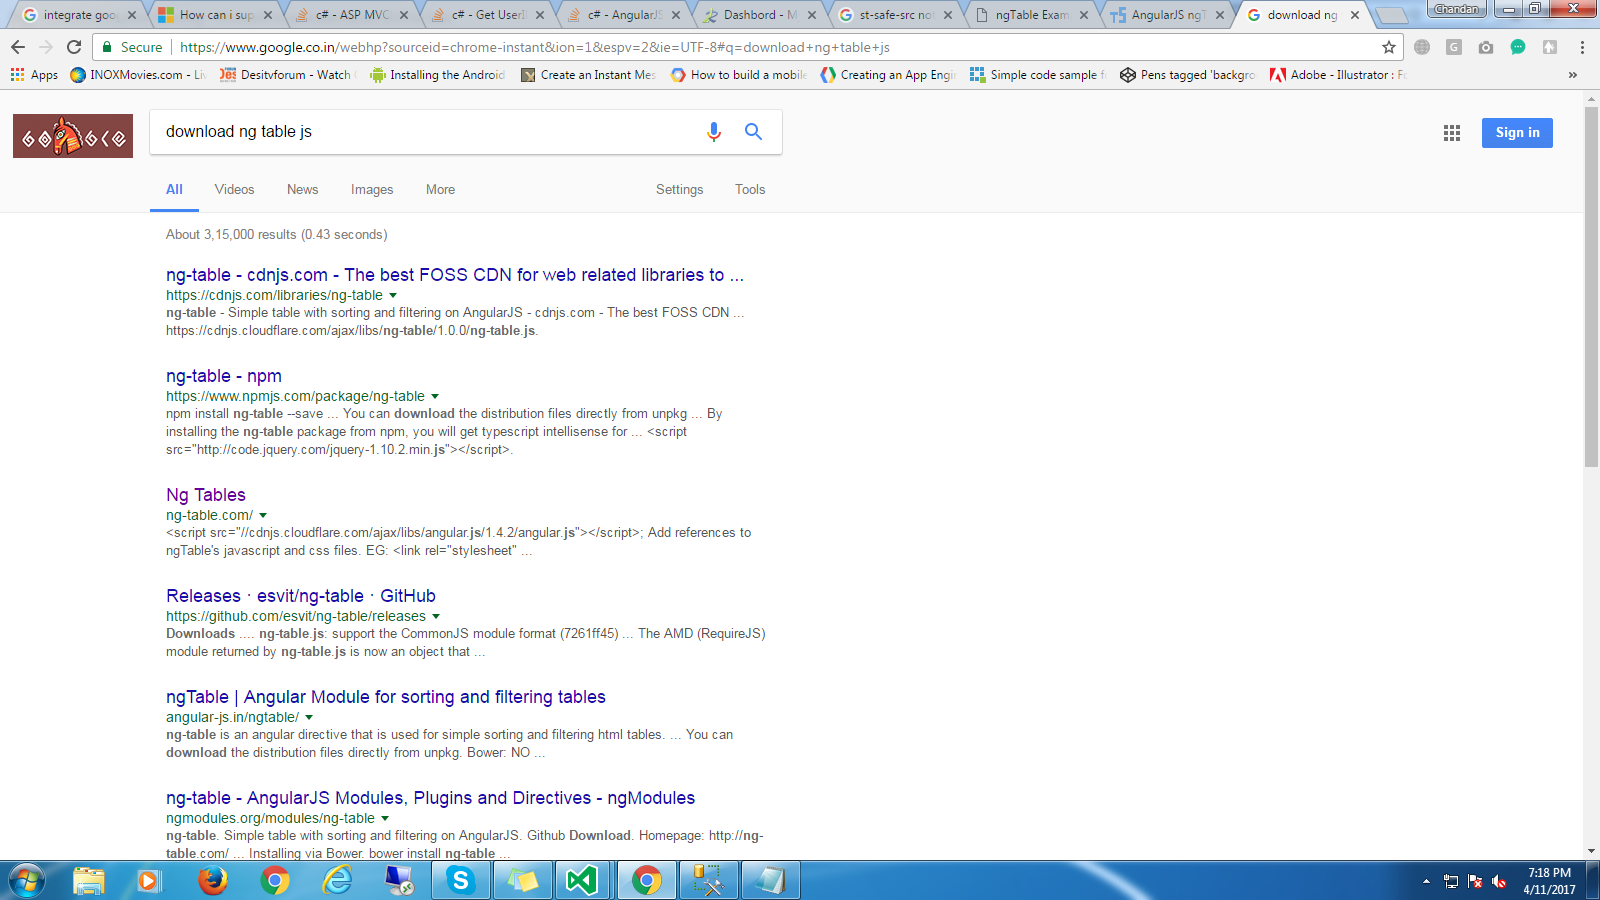 integrate goo
How can i sup
c# - ASP MVC
c# - Get UserI
c# - AngularJS
Dashbord - M
st-safe-src no
ngTable Exam
AngularJS ngT
download ng
Chandan
Secure
https://www.google.co.in/webhp?sourceid=chrome-instant&ion=1&espv=2&ie=UTF-8#q=download+ng+table+js
Apps
INOXMovies.com - Li
Desitvforum - Watch
Installing the Android
Create an Instant Mes
How to build a mobile
Creating an App Engi
Simple code sample f
Pens tagged 'backgro
Adobe - Illustrator : F
download ng table js
Sign in
All
Videos
News
Images
More
Settings
Tools
About 3,15,000 results (0.43 seconds)
ng-table - cdnjs.com - The best FOSS CDN for web related libraries to ...
https://cdnjs.com/libraries/ng-table
ng-table - Simple table with sorting and filtering on AngularJS - cdnjs.com - The best FOSS CDN ...
https://cdnjs.cloudflare.com/ajax/libs/ng-table/1.0.0/ng-table.js.
ng-table - npm
https://www.npmjs.com/package/ng-table
npm install ng-table --save ... You can download the distribution files directly from unpkg ... By
installing the ng-table package from npm, you will get typescript intellisense for ... <script
src="http://code.jquery.com/jquery-1.10.2.min.js"></script>.
Ng Tables
ng-table.com/
<script src="//cdnjs.cloudflare.com/ajax/libs/angular.js/1.4.2/angular.js"></script>; Add references to
ngTable's javascript and css files. EG: <link rel="stylesheet" ...
Releases · esvit/ng-table · GitHub
https://github.com/esvit/ng-table/releases
Downloads .... ng-table.js: support the CommonJS module format (7261ff45) ... The AMD (RequireJS)
module returned by ng-table.js is now an object that ...
ngTable | Angular Module for sorting and filtering tables
angular-js.in/ngtable/
ng-table is an angular directive that is used for simple sorting and filtering html tables. ... You can
download the distribution files directly from unpkg. Bower: NO ...
ng-table - AngularJS Modules, Plugins and Directives - ngModules
ngmodules.org/modules/ng-table
ng-table. Simple table with sorting and filtering on AngularJS. Github Download. Homepage: http://ng-
table.com/ ... Installing via Bower. bower install ng-table ...
7:18 PM
4/11/2017